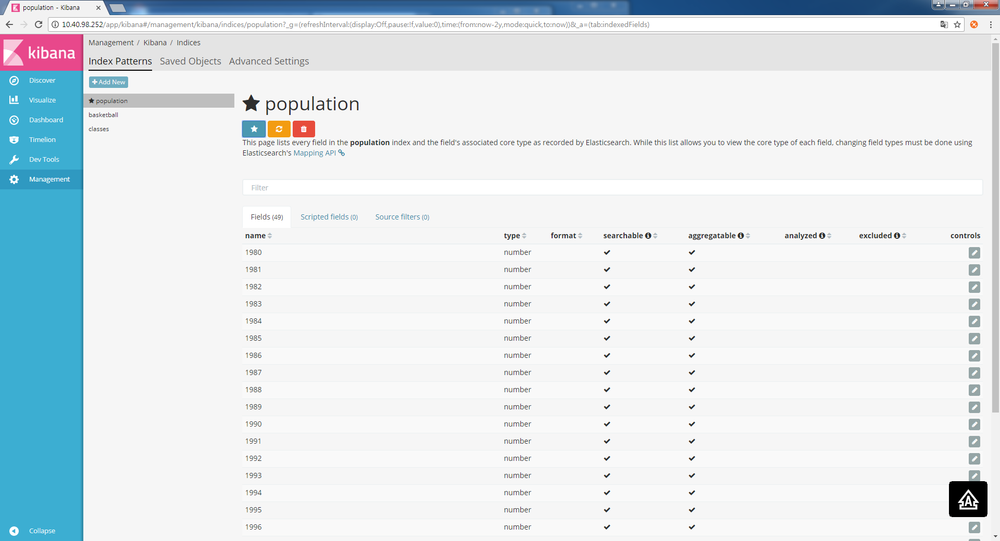 population - Kibana
10.40.98.252/app/kibana#/management/kibana/indices/population?_g=(refreshInterval:(display:Off,pause:!f,value:0),time:(from:now-2y,mode:quick,to:now))&_a=(tab:indexedFields)
kibana
Management / Kibana / Indices
Index Patterns Saved Objects Advanced Settings
Discover
Visualize
Dashboard
Timelion
Dev Tools
Management
Collapse
Add New
population
basketball
classes
population
This page lists every field in the population index and the field's associated core type as recorded by Elasticsearch. While this list allows you to view the core type of each field, changing field types must be done using
Elasticsearch's Mapping API
Filter
Fields (49) Scripted fields (0) Source filters (0)
name type format searchable aggregatable analyzed excluded controls
1980 number
1981 number
1982 number
1983 number
1984 number
1985 number
1986 number
1987 number
1988 number
1989 number
1990 number
1991 number
1992 number
1993 number
1994 number
1995 number
1996 number
A